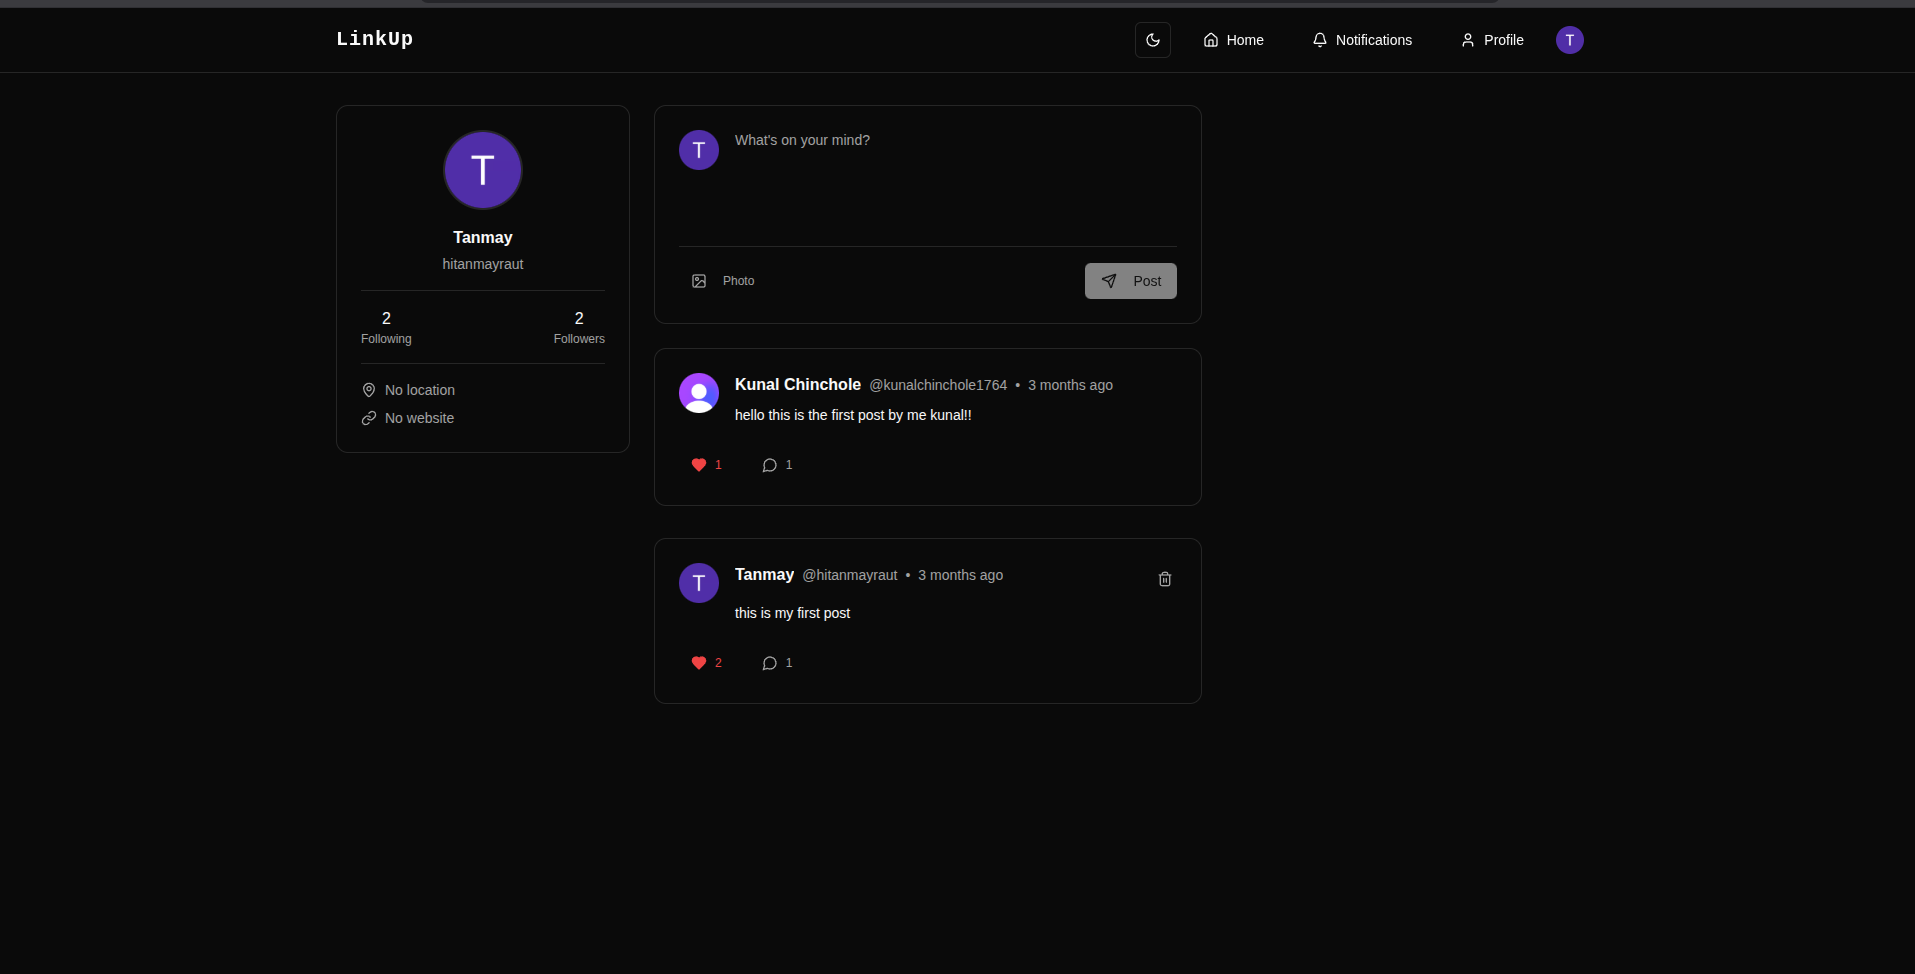 LinkUp
Home
Notifications
Profile
T
T
Tanmay
hitanmayraut
2
Following
2
Followers
No location
No website
T
What's on your mind?
Photo
Post
Kunal Chinchole @kunalchinchole1764 • 3 months ago
hello this is the first post by me kunal!!
1 1
T
Tanmay @hitanmayraut • 3 months ago
this is my first post
2 1